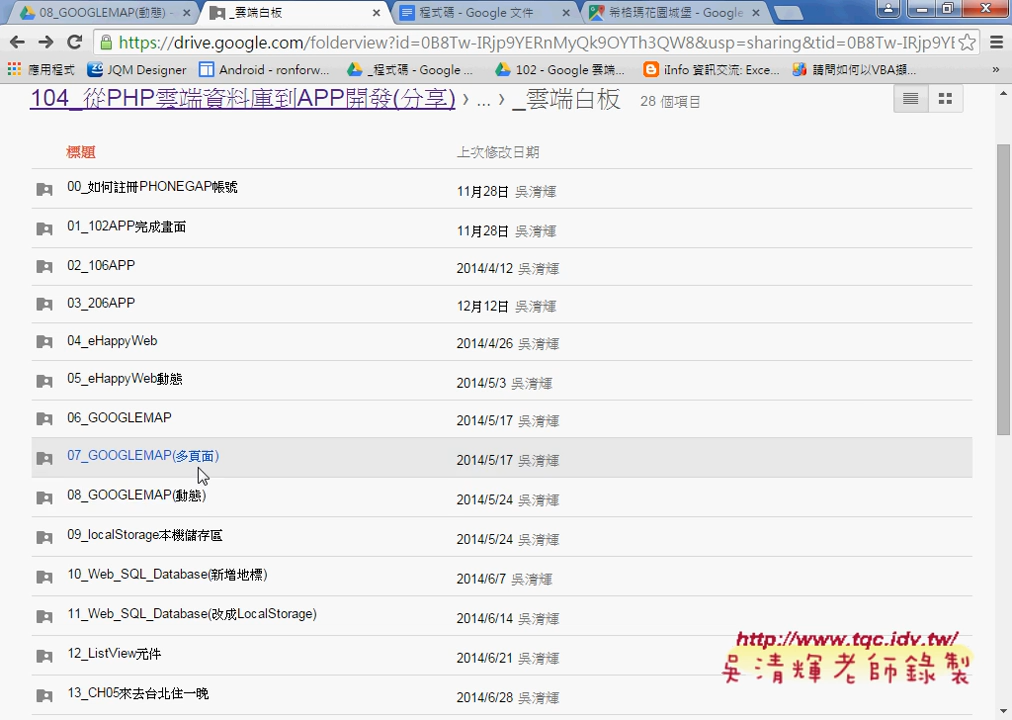 08_GOOGLEMAP(動態) -
_雲端白板
程式碼 - Google 文件
希格瑪花園城堡 - Google
https://drive.google.com/folderview?id=0B8Tw-IRjp9YERnMyQk9OYTh3QW8&usp=sharing&tid=0B8Tw-IRjp9YE
應用程式
JQM Designer
Android - ronforw...
_程式碼 - Google ...
102 - Google 雲端...
iInfo 資訊交流: Exce...
請問如何以VBA擷...
»
104_從PHP雲端資料庫到APP開發(分享) › ... › _雲端白板 28 個項目
標題 上次修改日期
00_如何註冊PHONEGAP帳號 11月28日 吳清輝
01_102APP完成畫面 11月28日 吳清輝
02_106APP 2014/4/12 吳清輝
03_206APP 12月12日 吳清輝
04_eHappyWeb 2014/4/26 吳清輝
05_eHappyWeb動態 2014/5/3 吳清輝
06_GOOGLEMAP 2014/5/17 吳清輝
07_GOOGLEMAP(多頁面) 2014/5/17 吳清輝
08_GOOGLEMAP(動態) 2014/5/24 吳清輝
09_localStorage本機儲存區 2014/5/24 吳清輝
10_Web_SQL_Database(新增地標) 2014/6/7 吳清輝
11_Web_SQL_Database(改成LocalStorage) 2014/6/14 吳清輝
12_ListView元件 2014/6/21 吳清輝
13_CH05來去台北住一晚 2014/6/28 吳清輝
http://www.tqc.idv.tw/
吳清輝老師錄製